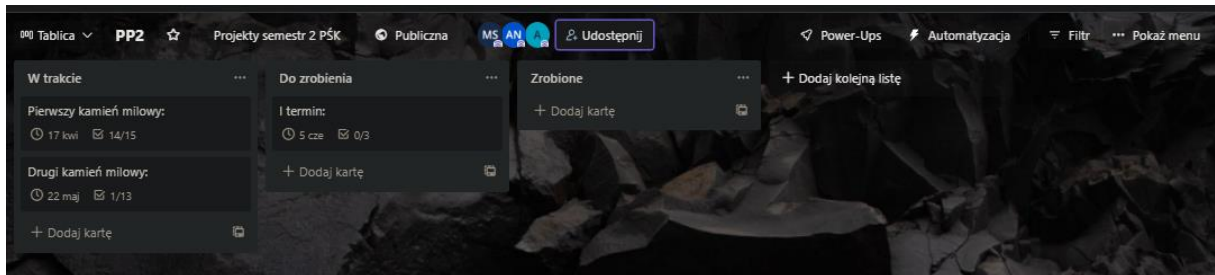 Tablica PP2 Projekty semestr 2 PŚK Publiczna MS AN A Udostępnij Power-Ups Automatyzacja Filtr Pokaż menu
W trakcie
Pierwszy kamień milowy:
17 kwi 14/15
Drugi kamień milowy:
22 maj 1/13
+ Dodaj kartę
Do zrobienia
I termin:
5 cze 0/3
+ Dodaj kartę
Zrobione
+ Dodaj kartę
+ Dodaj kolejną listę